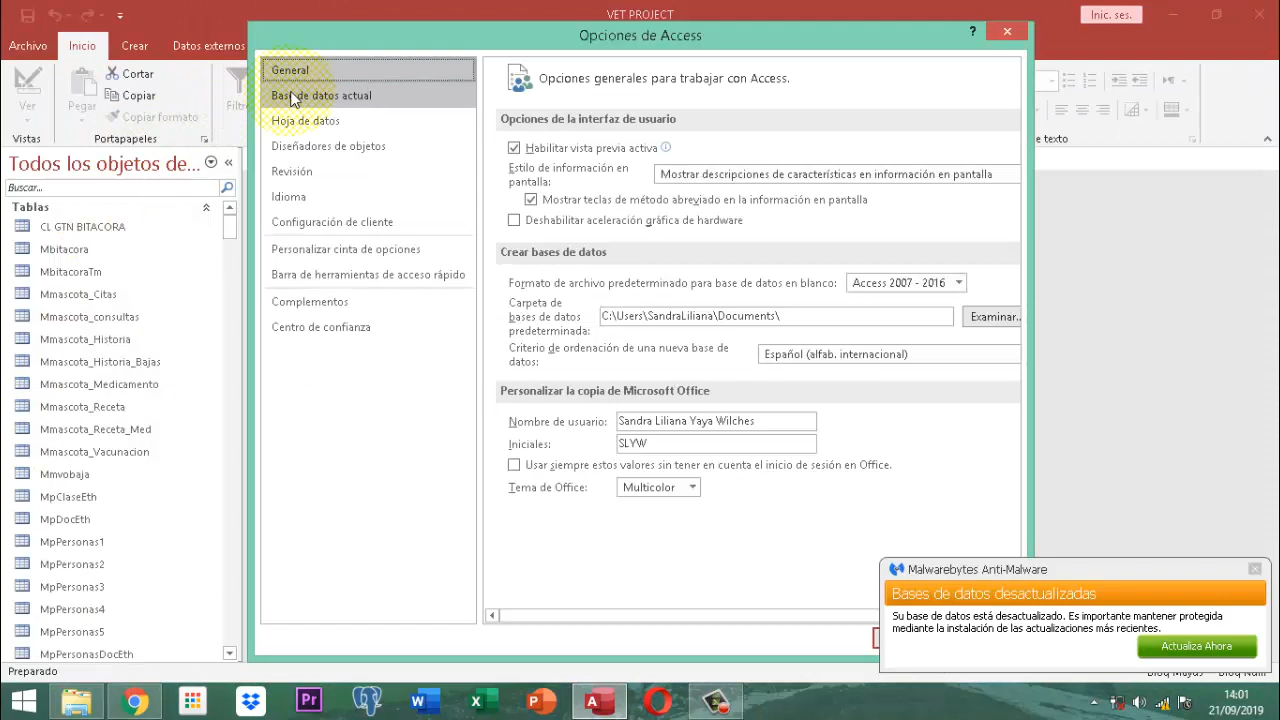 VET PROJECT
Inic. ses.
Archivo
Inicio
Crear
Datos externos
Ver
Vistas
Pegar
Cortar
Copiar
Copiar formato
Portapapeles
Filtr
e texto
Todos los objetos de...
Buscar...
Tablas
CL GTN BITACORA
Mbitacora
MbitacoraTm
Mmascota_Citas
Mmascota_consultas
Mmascota_Historia
Mmascota_Historia_Bajas
Mmascota_Medicamento
Mmascota_Receta
Mmascota_Receta_Med
Mmascota_Vacunacion
Mmvobaja
MpClaseEth
MpDocEth
MpPersonas1
MpPersonas2
MpPersonas3
MpPersonas4
MpPersonas5
MpPersonasDocEth
Preparado
Opciones de Access
?
General
Base de datos actual
Hoja de datos
Diseñadores de objetos
Revisión
Idioma
Configuración de cliente
Personalizar cinta de opciones
Barra de herramientas de acceso rápido
Complementos
Centro de confianza
Opciones generales para trabajar con Access.
Opciones de la interfaz de usuario
Habilitar vista previa activa
Estilo de información en pantalla:
Mostrar descripciones de características en información en pantalla
Mostrar teclas de método abreviado en la información en pantalla
Deshabilitar aceleración gráfica de hardware
Crear bases de datos
Formato de archivo predeterminado para base de datos en blanco:
Access 2007 - 2016
Carpeta de bases de datos predeterminada:
C:\Users\SandraLiliana\Documents\
Examinar...
Criterio de ordenación de una nueva base de datos:
Español (alfab. internacional)
Personalizar la copia de Microsoft Office
Nombre de usuario:
Sandra Liliana Yaya Wilches
Iniciales:
SLYW
Usar siempre estos valores sin tener en cuenta el inicio de sesión en Office.
Tema de Office:
Multicolor
Malwarebytes Anti-Malware
Bases de datos desactualizadas
Su base de datos está desactualizado. Es importante mantener protegida
mediante la instalación de las actualizaciones más recientes.
Actualiza Ahora
Pr
14:01
21/09/2019